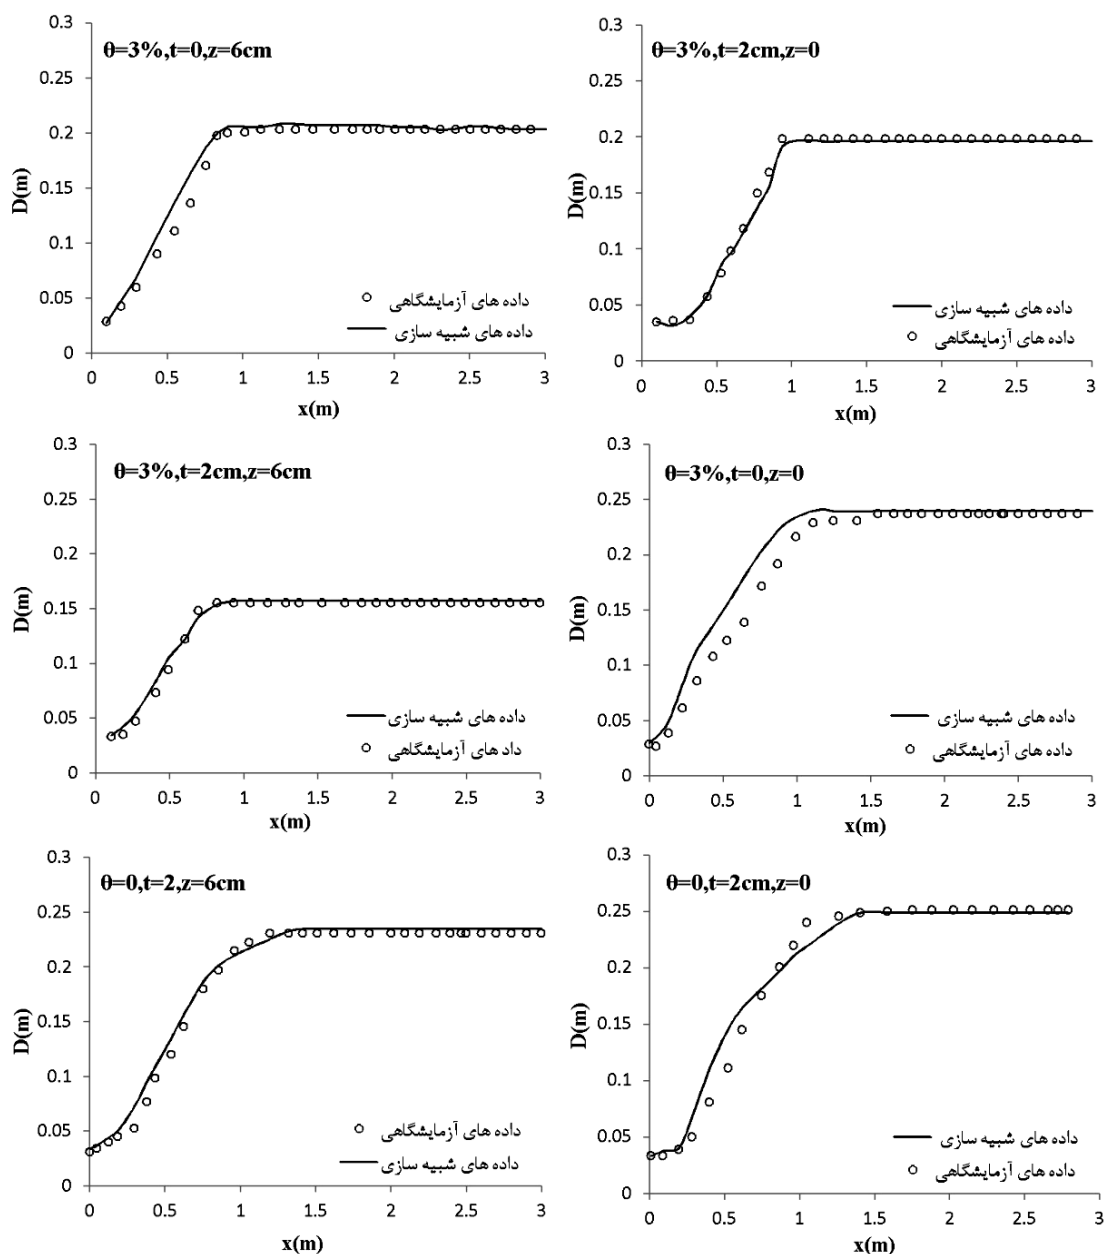 θ=3%,t=0,z=6cm
D(m)
0.3
0.25
0.2
0.15
0.1
0.05
0
داده های آزمایشگاهی
داده های شبیه سازی
0 0.5 1 1.5 2 2.5 3
x(m)
θ=3%,t=2cm,z=0
D(m)
0.3
0.25
0.2
0.15
0.1
0.05
0
داده های شبیه سازی
داده های آزمایشگاهی
0 0.5 1 1.5 2 2.5 3
x(m)
θ=3%,t=2cm,z=6cm
D(m)
0.3
0.25
0.2
0.15
0.1
0.05
0
داده های شبیه سازی
داد های آزمایشگاهی
0 0.5 1 1.5 2 2.5 3
x(m)
θ=3%,t=0,z=0
D(m)
0.3
0.25
0.2
0.15
0.1
0.05
0
داده های شبیه سازی
داده های آزمایشگاهی
0 0.5 1 1.5 2 2.5 3
x(m)
θ=0,t=2,z=6cm
D(m)
0.3
0.25
0.2
0.15
0.1
0.05
0
داده های آزمایشگاهی
داده های شبیه سازی
0 0.5 1 1.5 2 2.5 3
x(m)
θ=0,t=2cm,z=0
D(m)
0.3
0.25
0.2
0.15
0.1
0.05
0
داده های شبیه سازی
داده های آزمایشگاهی
0 0.5 1 1.5 2 2.5 3
x(m)